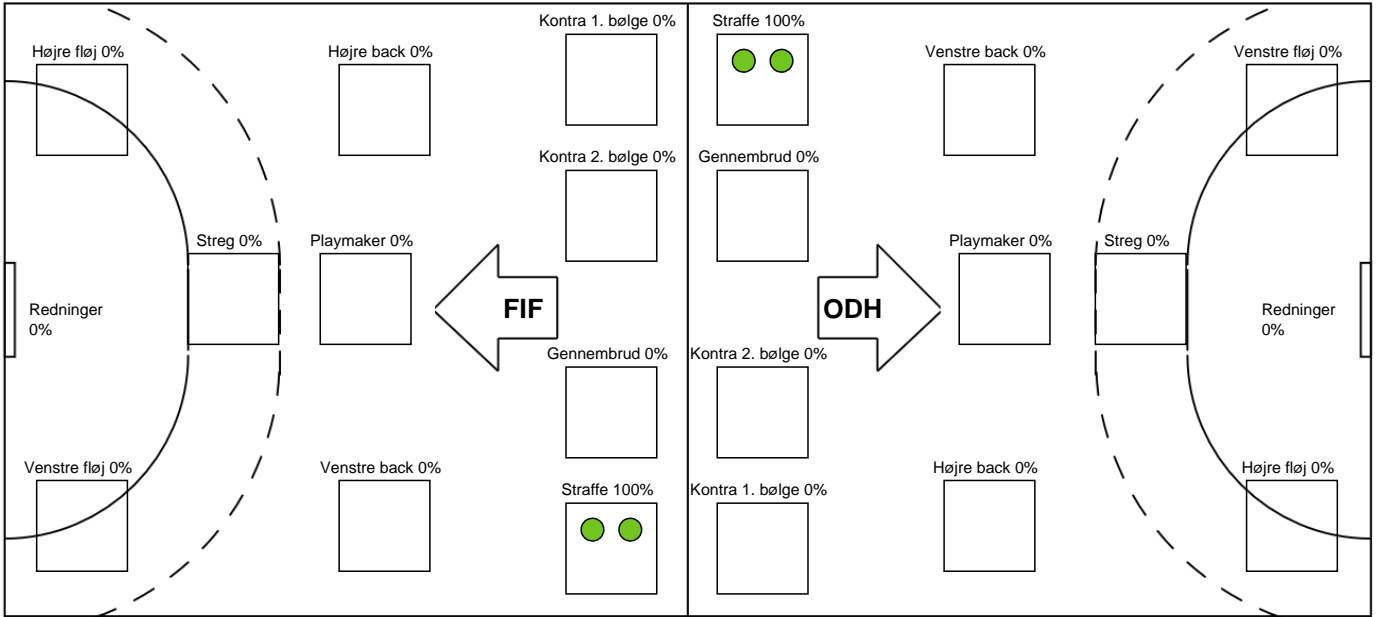 Kontra 1. bølge 0%
Straffe 100%
Højre fløj 0%
Højre back 0%
Venstre back 0%
Venstre fløj 0%
Kontra 2. bølge 0%
Gennembrud 0%
Streg 0%
Playmaker 0%
Playmaker 0%
Streg 0%
Redninger
0%
FIF
ODH
Redninger
0%
Gennembrud 0%
Kontra 2. bølge 0%
Venstre fløj 0%
Venstre back 0%
Højre back 0%
Højre fløj 0%
Straffe 100%
Kontra 1. bølge 0%